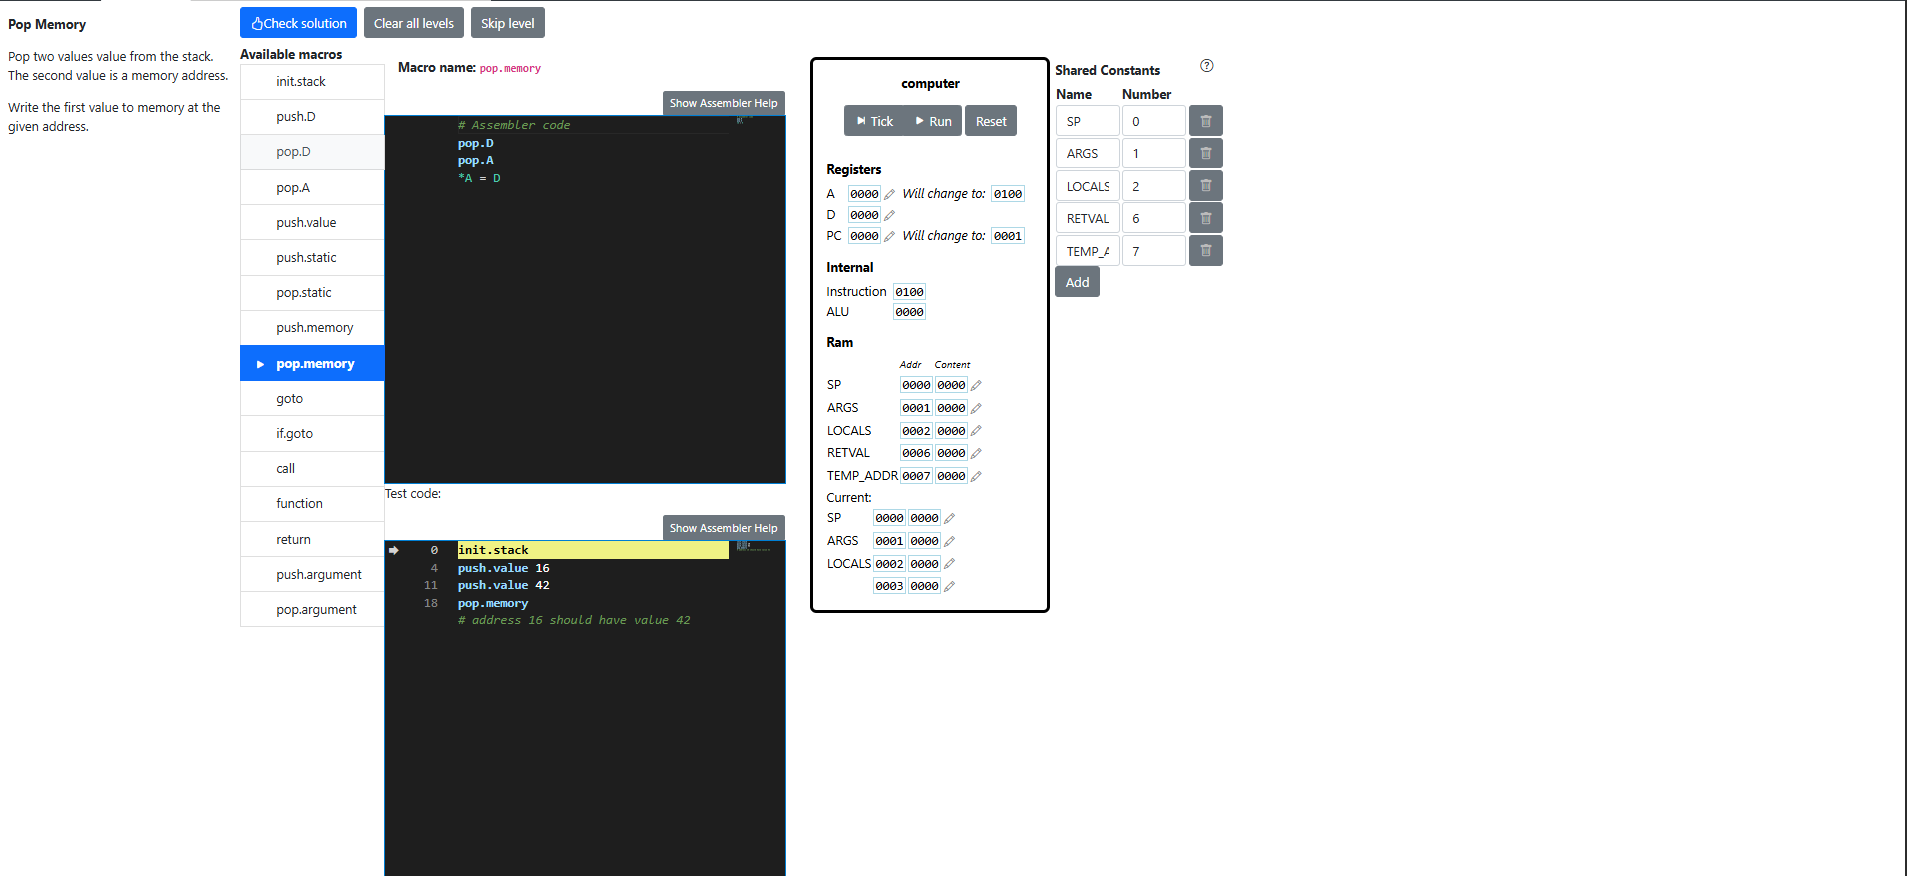 Pop Memory
Pop two values value from the stack.
The second value is a memory address.
Write the first value to memory at the
given address.
Check solution
Clear all levels
Skip level
Available macros
init.stack
push.D
pop.D
pop.A
push.value
push.static
pop.static
push.memory
pop.memory
goto
if.goto
call
function
return
push.argument
pop.argument
Macro name: pop.memory
Show Assembler Help
# Assembler code
pop.D
pop.A
*A = D
Test code:
Show Assembler Help
0 init.stack
4 push.value 16
11 push.value 42
18 pop.memory
# address 16 should have value 42
computer
Tick Run Reset
Registers
A 0000 Will change to: 0100
D 0000
PC 0000 Will change to: 0001
Internal
Instruction 0100
ALU 0000
Ram
Addr Content
SP 0000 0000
ARGS 0001 0000
LOCALS 0002 0000
RETVAL 0006 0000
TEMP_ADDR 0007 0000
Current:
SP 0000 0000
ARGS 0001 0000
LOCALS 0002 0000
0003 0000
Shared Constants ?
Name Number
SP 0
ARGS 1
LOCALS 2
RETVAL 6
TEMP_A 7
Add